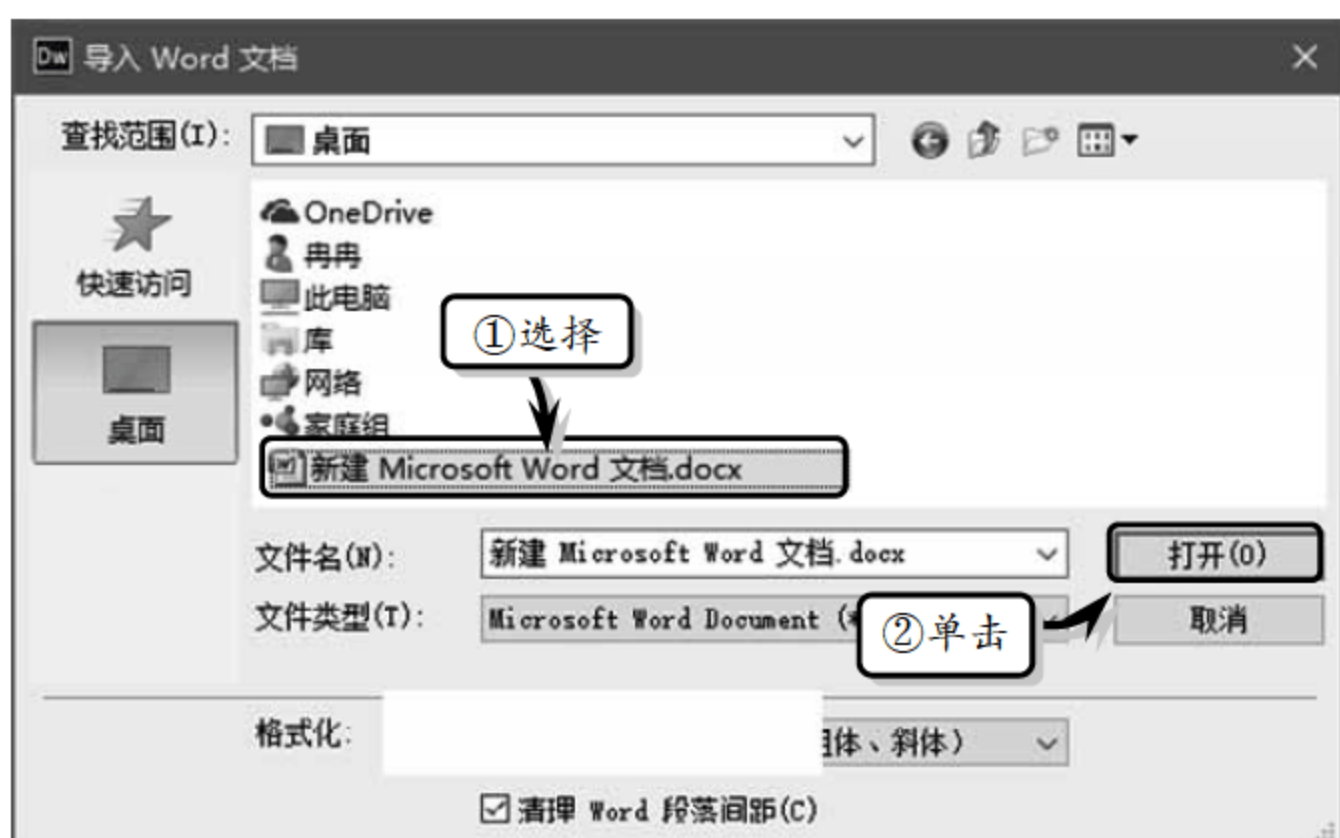 Dw 导入 Word 文档
查找范围(I):
桌面
快速访问
桌面
OneDrive
冉冉
此电脑
库
网络
家庭组
新建 Microsoft Word 文档.docx
①选择
文件名(N):
新建 Microsoft Word 文档.docx
打开(O)
文件类型(T):
Microsoft Word Document (
②单击
取消
格式化:
体、斜体)
清理 Word 段落间距(C)